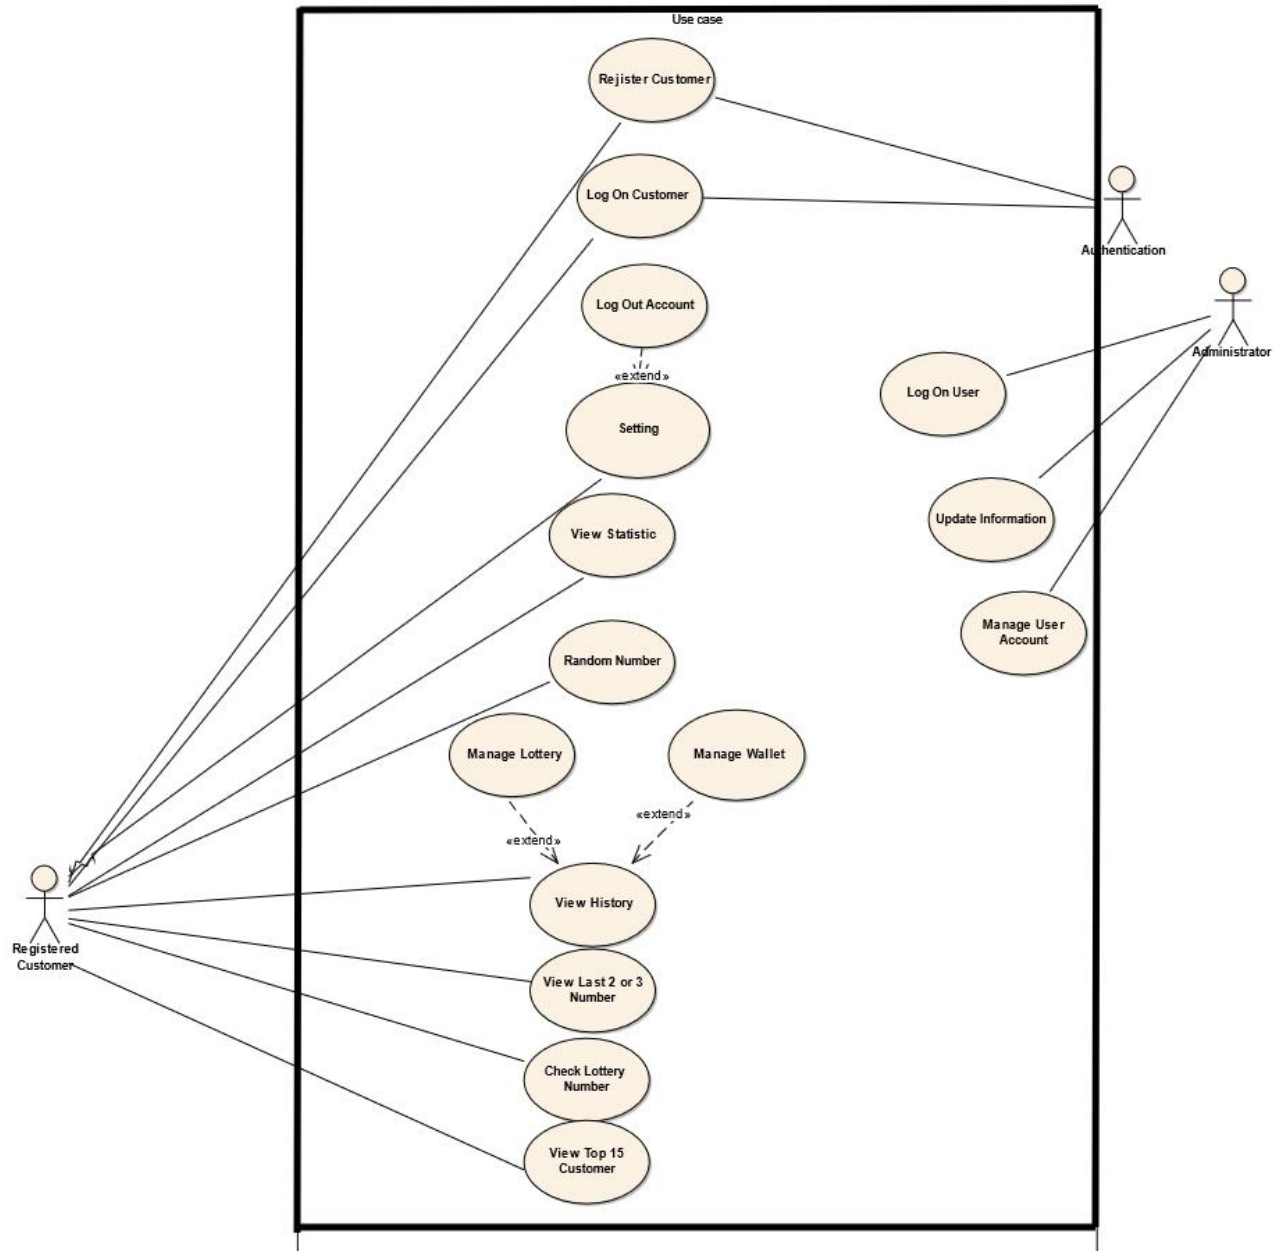 Use case
Rejister Customer
Log On Customer
Authentication
Log Out Account
Administrator
«extend»
Log On User
Setting
Update Information
View Statistic
Manage User
Account
Random Number
Manage Lottery
Manage Wallet
«extend»
«extend»
View History
Registered
Customer
View Last 2 or 3
Number
Check Lottery
Number
View Top 15
Customer